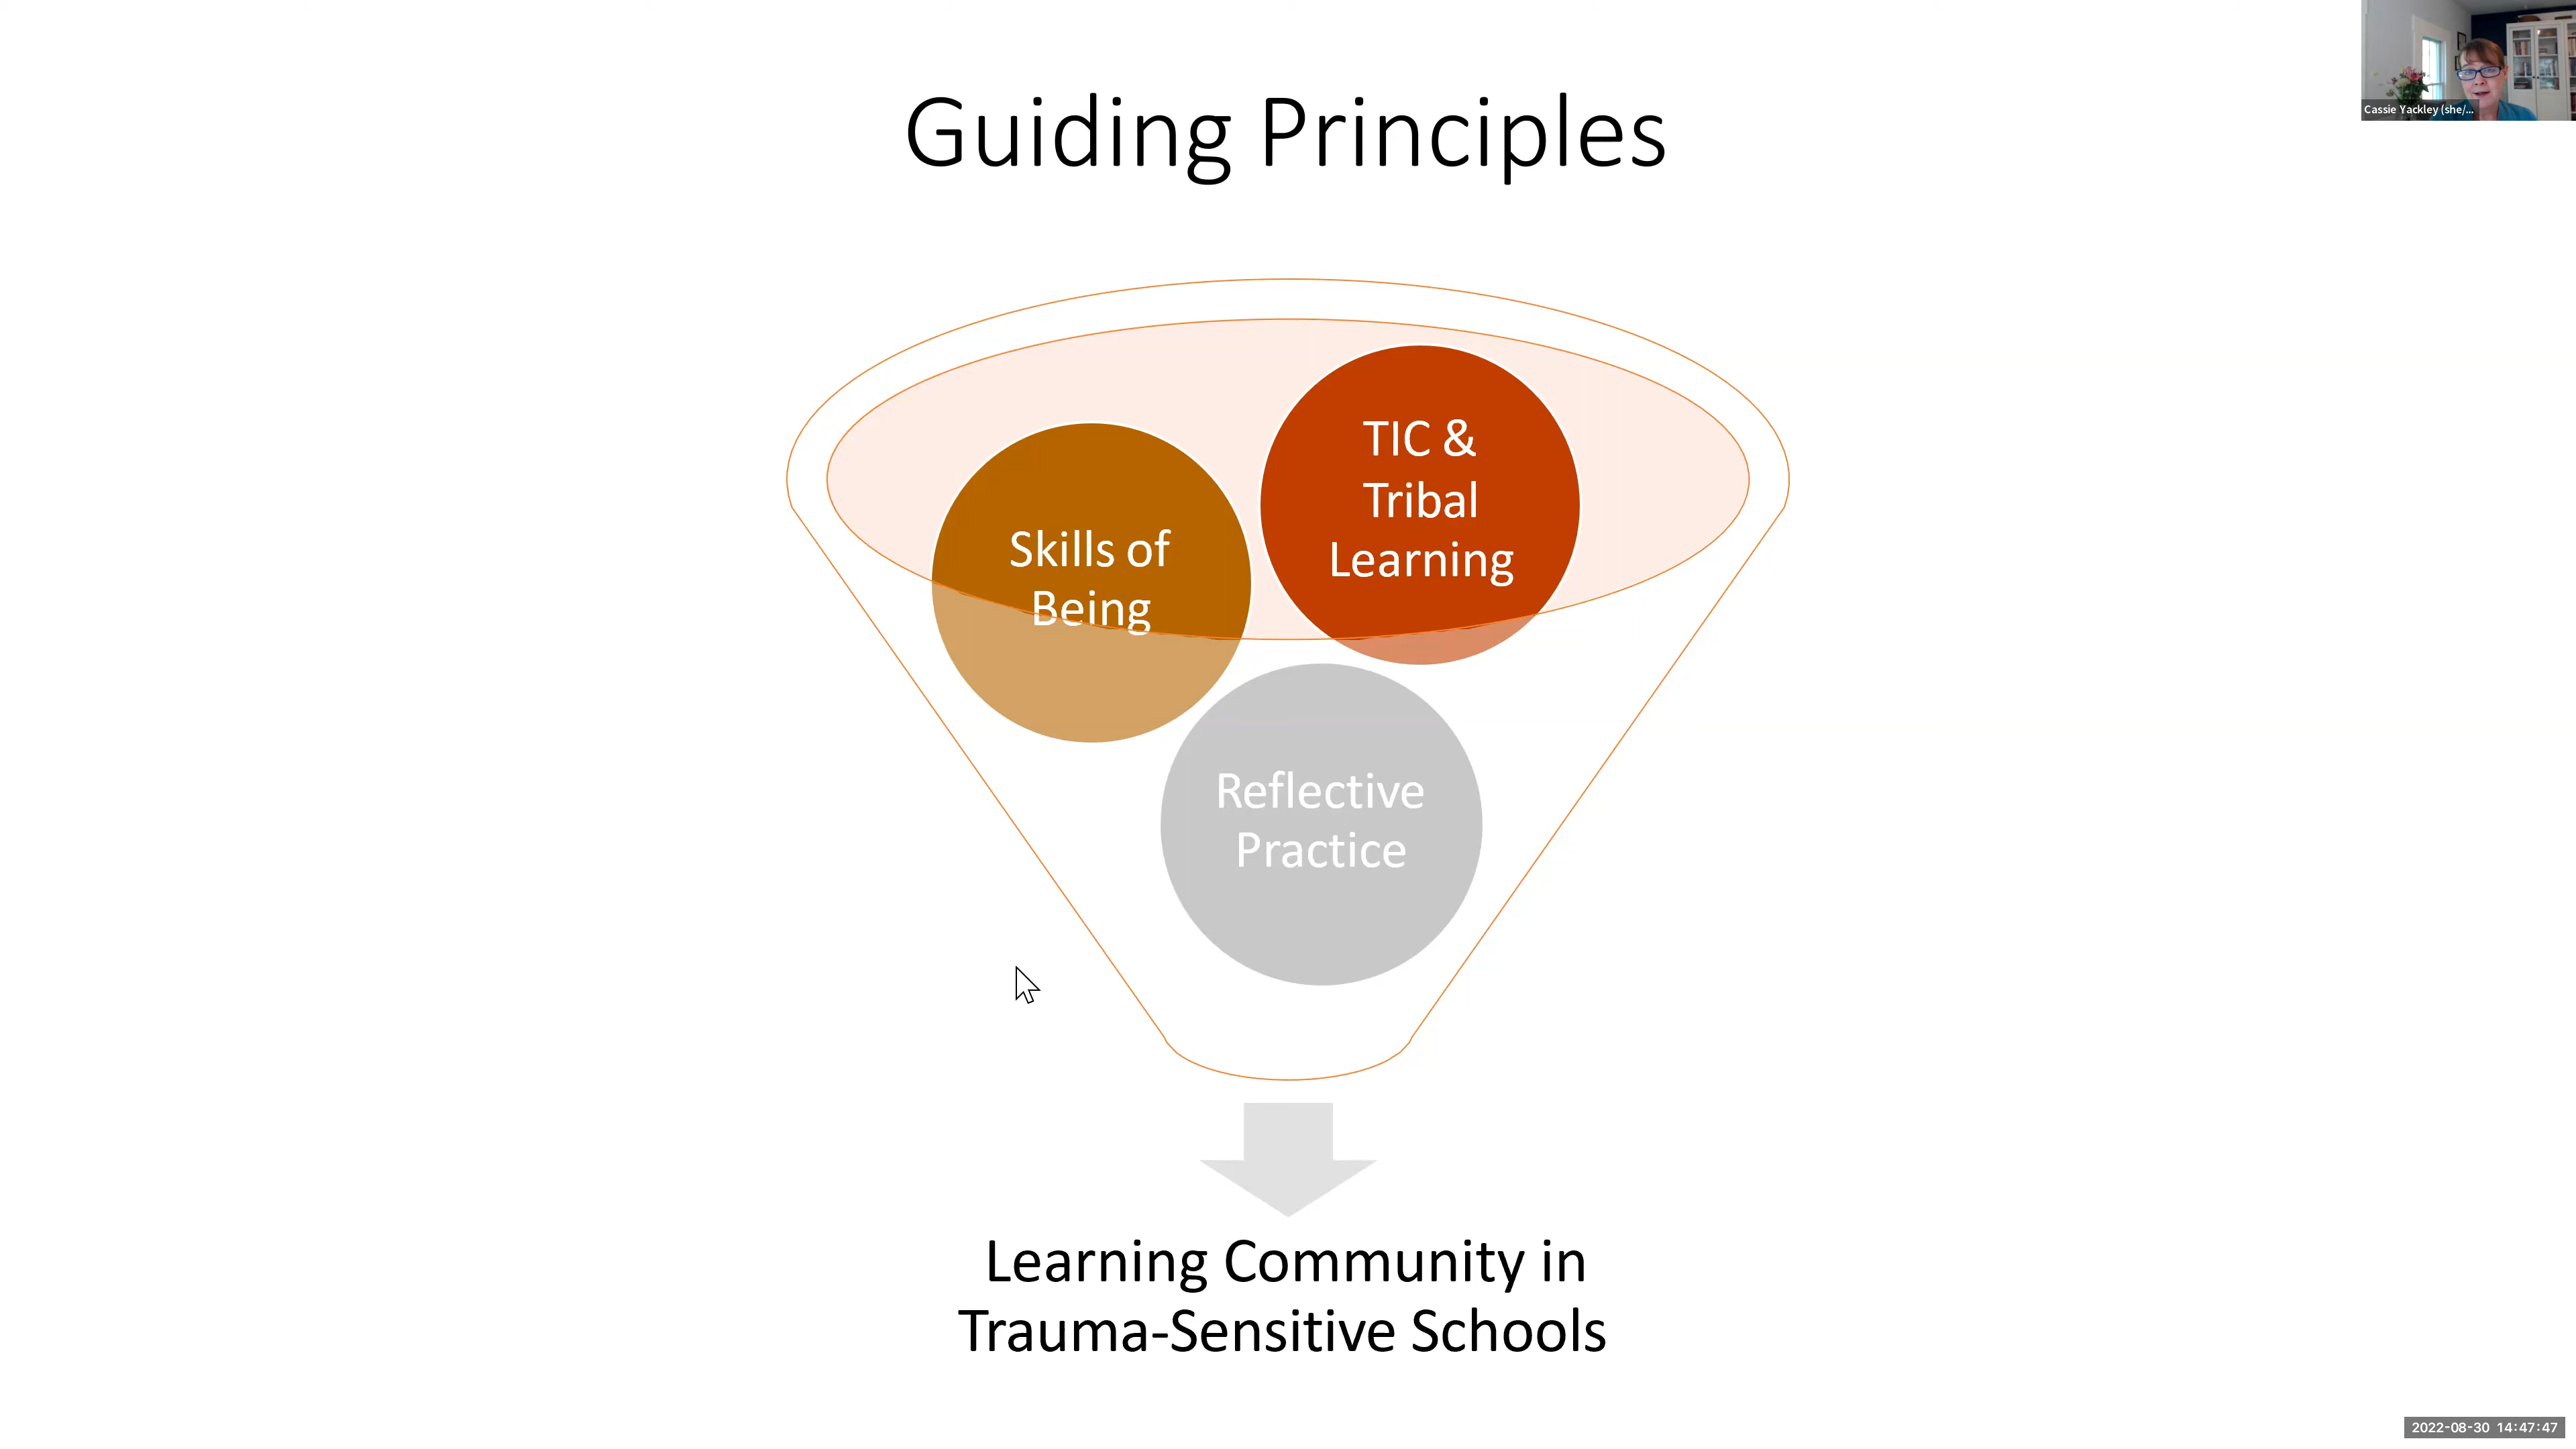 Guiding Principles
Cassie Yackley (she/...
TIC &
Tribal
Learning
Skills of
Being
Reflective
Practice
Learning Community in
Trauma-Sensitive Schools
2022-08-30 14:47:47